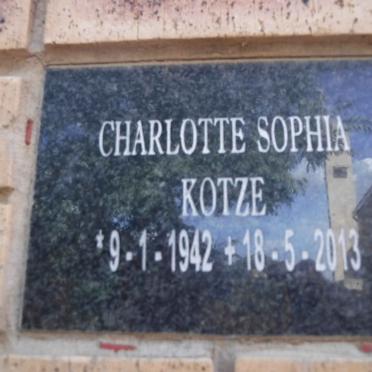 CHARLOTTE SOPHIA
KOTZE
*9-1-1942 +18-5-2013